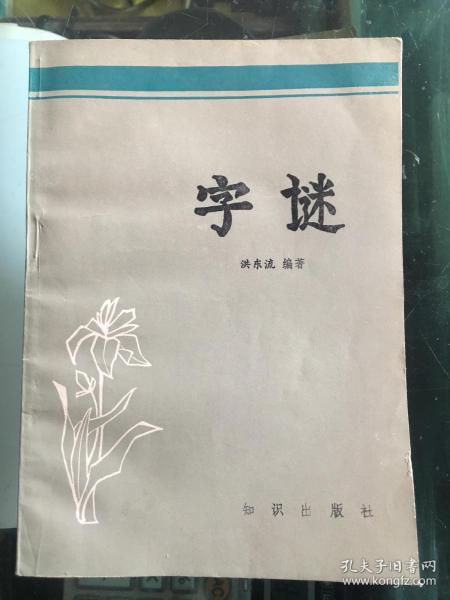 字谜
洪东流 编著
知识出版社
孔夫子旧书网
www.kongfz.com